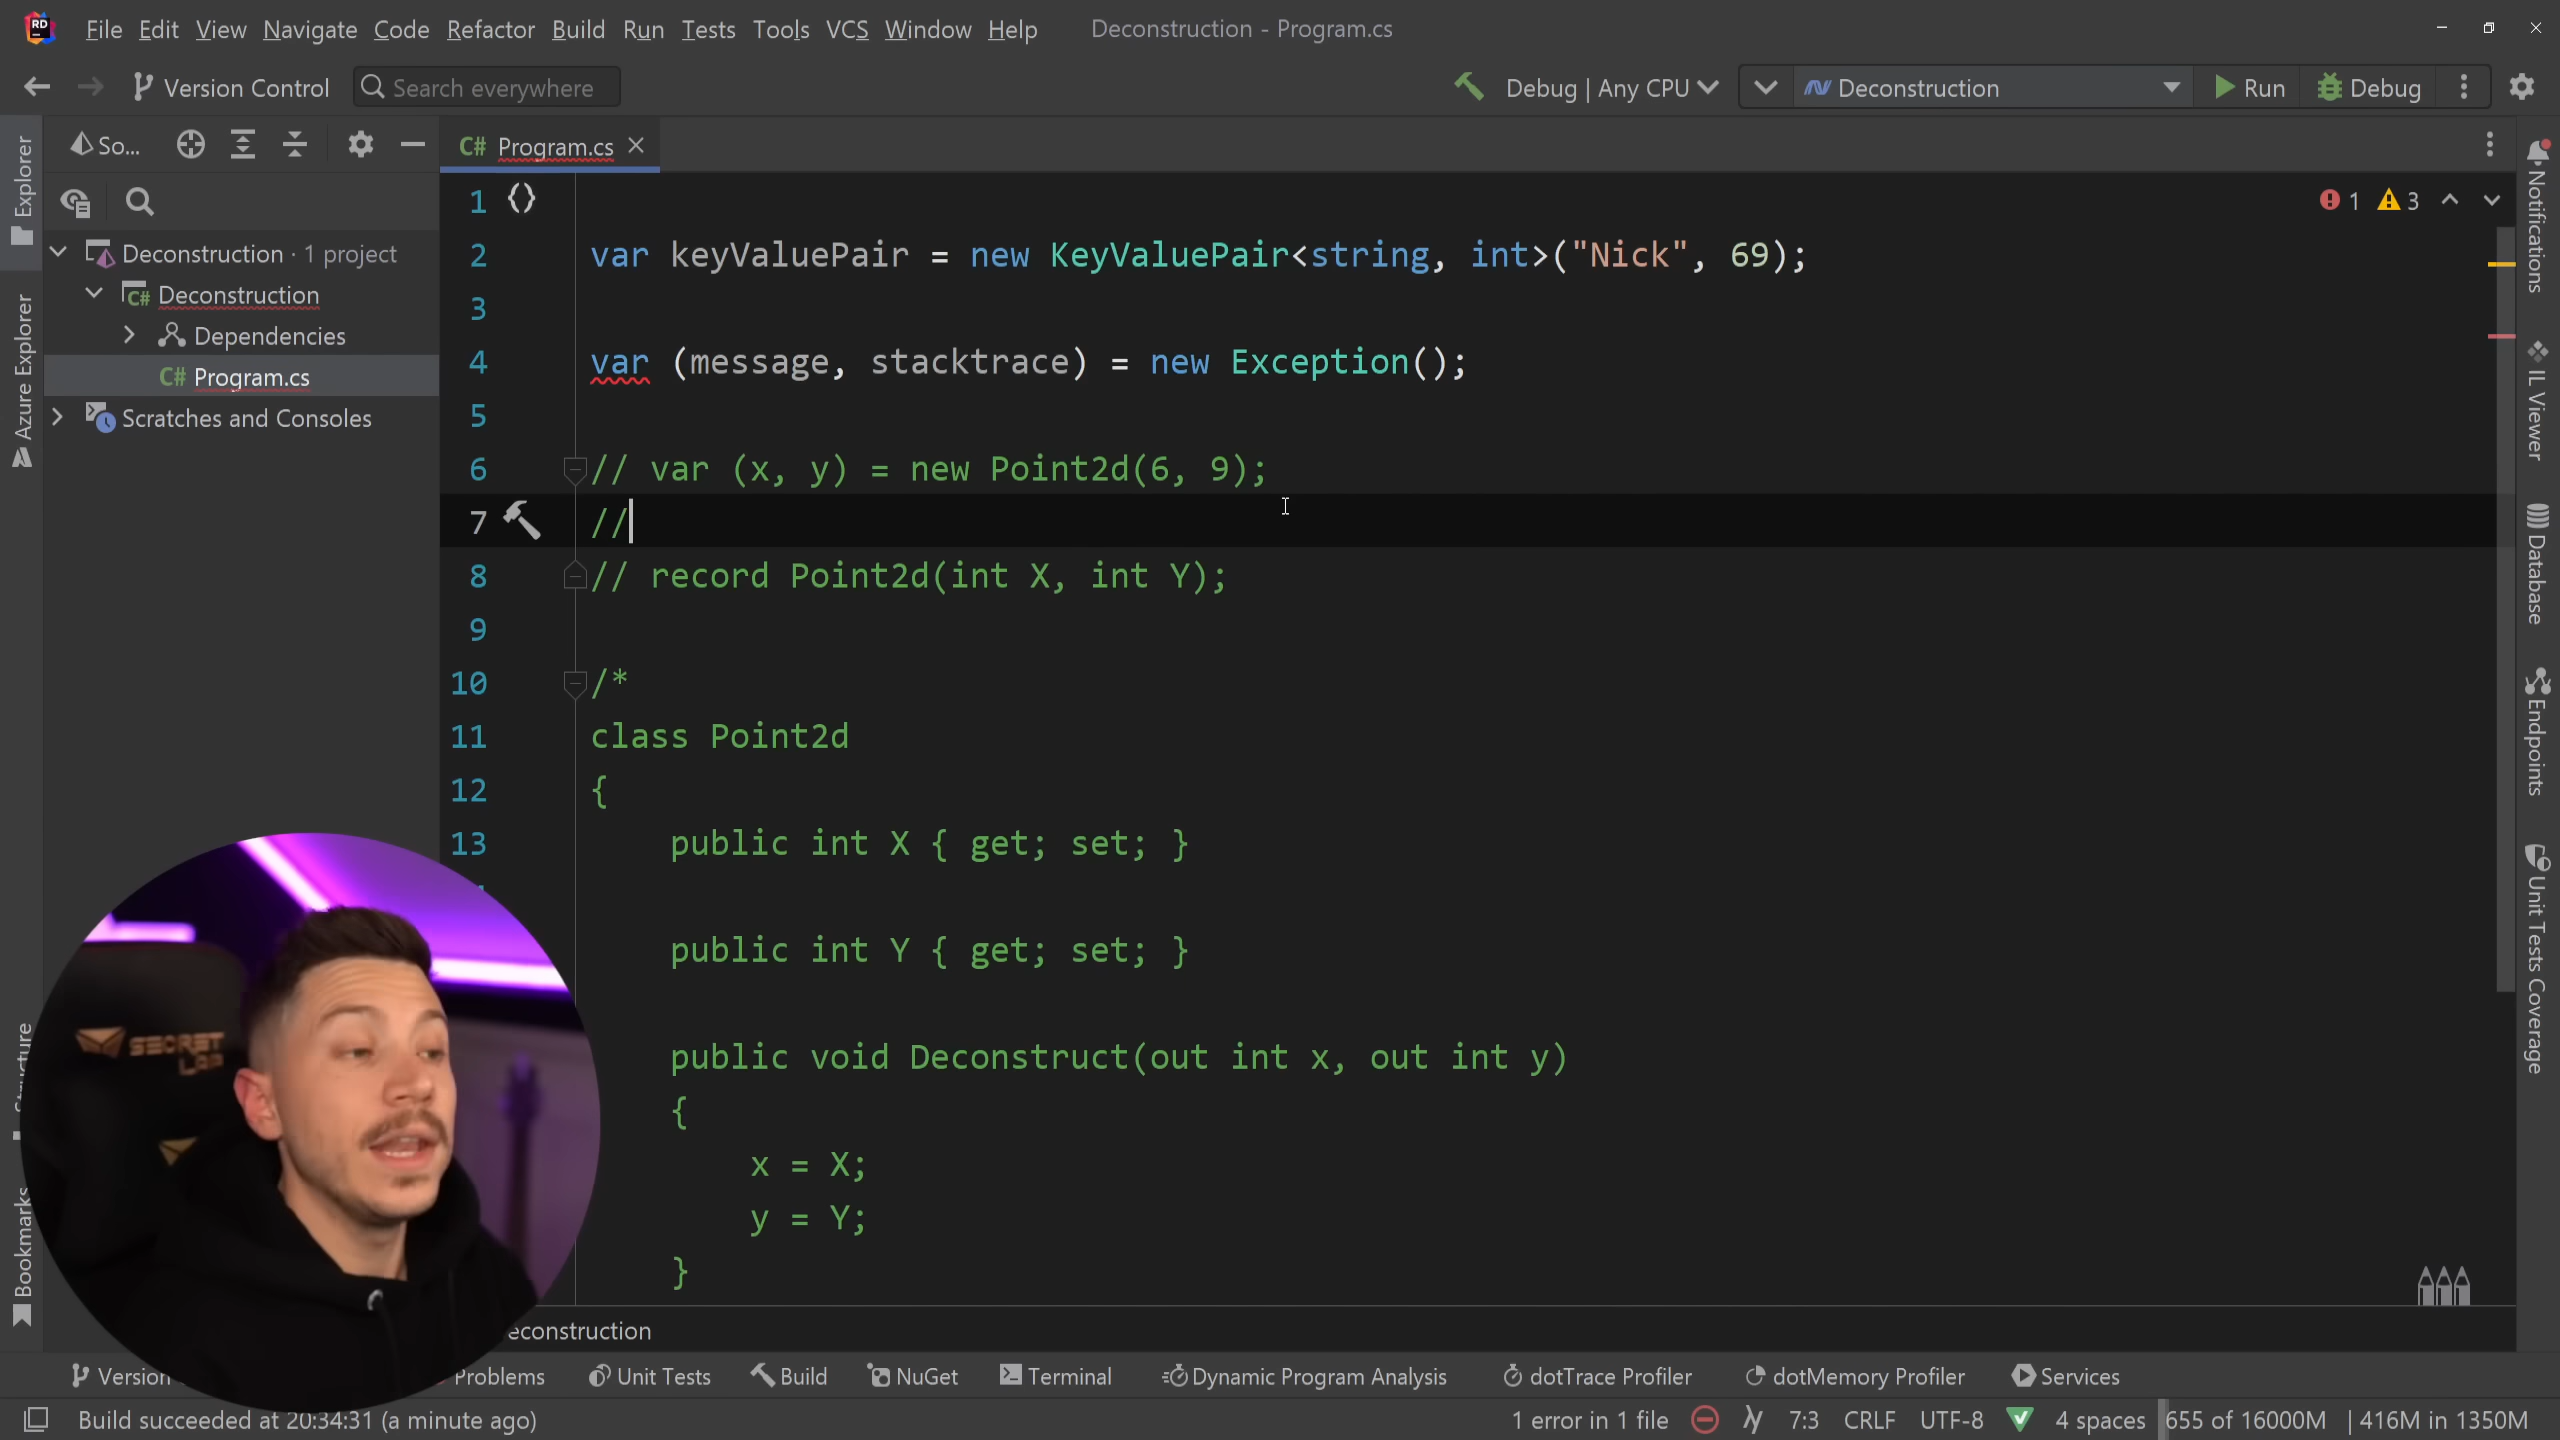 File Edit View Navigate Code Refactor Build Run Tests Tools VCS Window Help Deconstruction - Program.cs
Version Control Search everywhere Debug | Any CPU Deconstruction Run Debug
So... C# Program.cs
Explorer
Azure Explorer
Structure
Bookmarks
Deconstruction · 1 project
C# Deconstruction
Dependencies
C# Program.cs
Scratches and Consoles
1 {} 1 3
2 var keyValuePair = new KeyValuePair<string, int>("Nick", 69);
3
4 var (message, stacktrace) = new Exception();
5
6 // var (x, y) = new Point2d(6, 9);
7 //
8 // record Point2d(int X, int Y);
9
10 /*
11 class Point2d
12 {
13 public int X { get; set; }
public int Y { get; set; }
public void Deconstruct(out int x, out int y)
{
x = X;
y = Y;
}
SECRET
LAB
Notifications
IL Viewer
Database
Endpoints
Unit Tests Coverage
econstruction
Version Problems Unit Tests Build NuGet Terminal Dynamic Program Analysis dotTrace Profiler dotMemory Profiler Services
Build succeeded at 20:34:31 (a minute ago) 1 error in 1 file 7:3 CRLF UTF-8 4 spaces 655 of 16000M 416M in 1350M